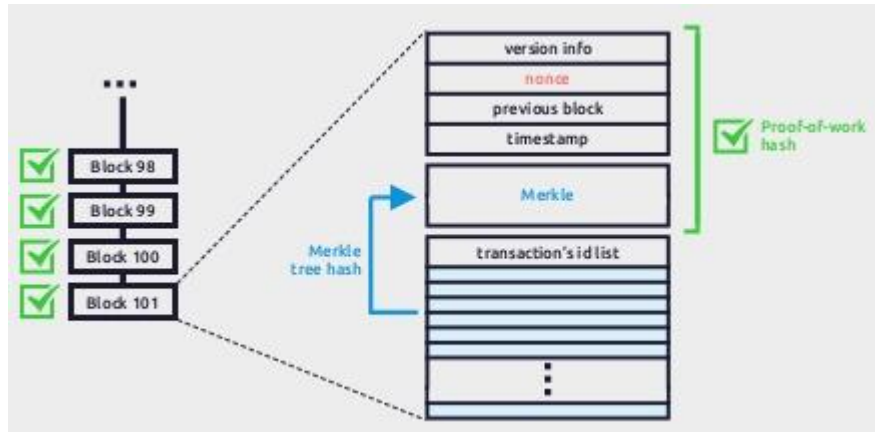 ...
Block 98
Block 99
Block 100
Block 101
version info
nonce
previous block
timestamp
Merkle
transaction's id list
Merkle
tree hash
Proof-of-work
hash